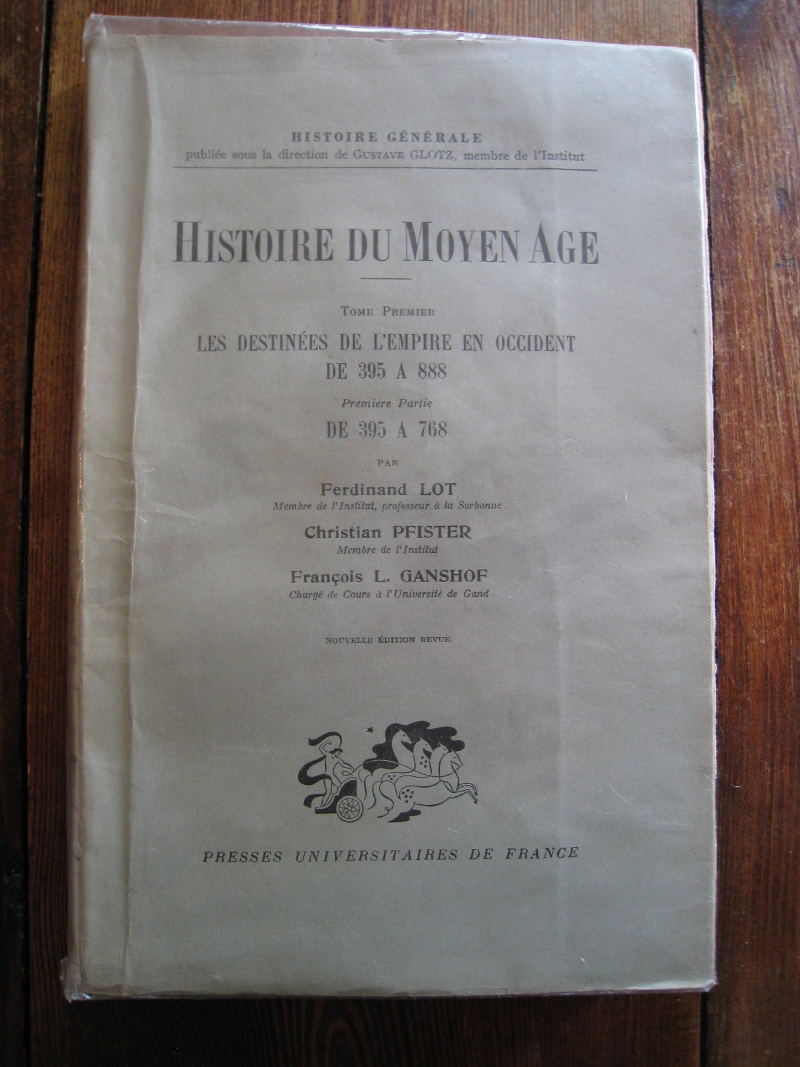 HISTOIRE GÉNÉRALE
publiée sous la direction de GUSTAVE GLOTZ, membre de l'Institut
HISTOIRE DU MOYEN AGE
TOME PREMIER
LES DESTINÉES DE L'EMPIRE EN OCCIDENT
DE 395 A 888
Première Partie
DE 395 A 768
PAR
Ferdinand LOT
Membre de l'Institut, professeur à la Sorbonne
Christian PFISTER
Membre de l'Institut
François L. GANSHOF
Chargé de Cours à l'Université de Gand
NOUVELLE ÉDITION REVUE
PRESSES UNIVERSITAIRES DE FRANCE